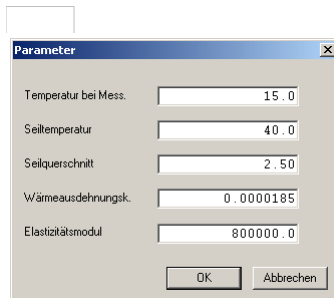 Parameter
Temperatur bei Mess. 15.0
Seiltemperatur 40.0
Seilquerschnitt 2.50
Wärmeausdehnungsk. 0.0000185
Elastizitätsmodul 800000.0
OK Abbrechen